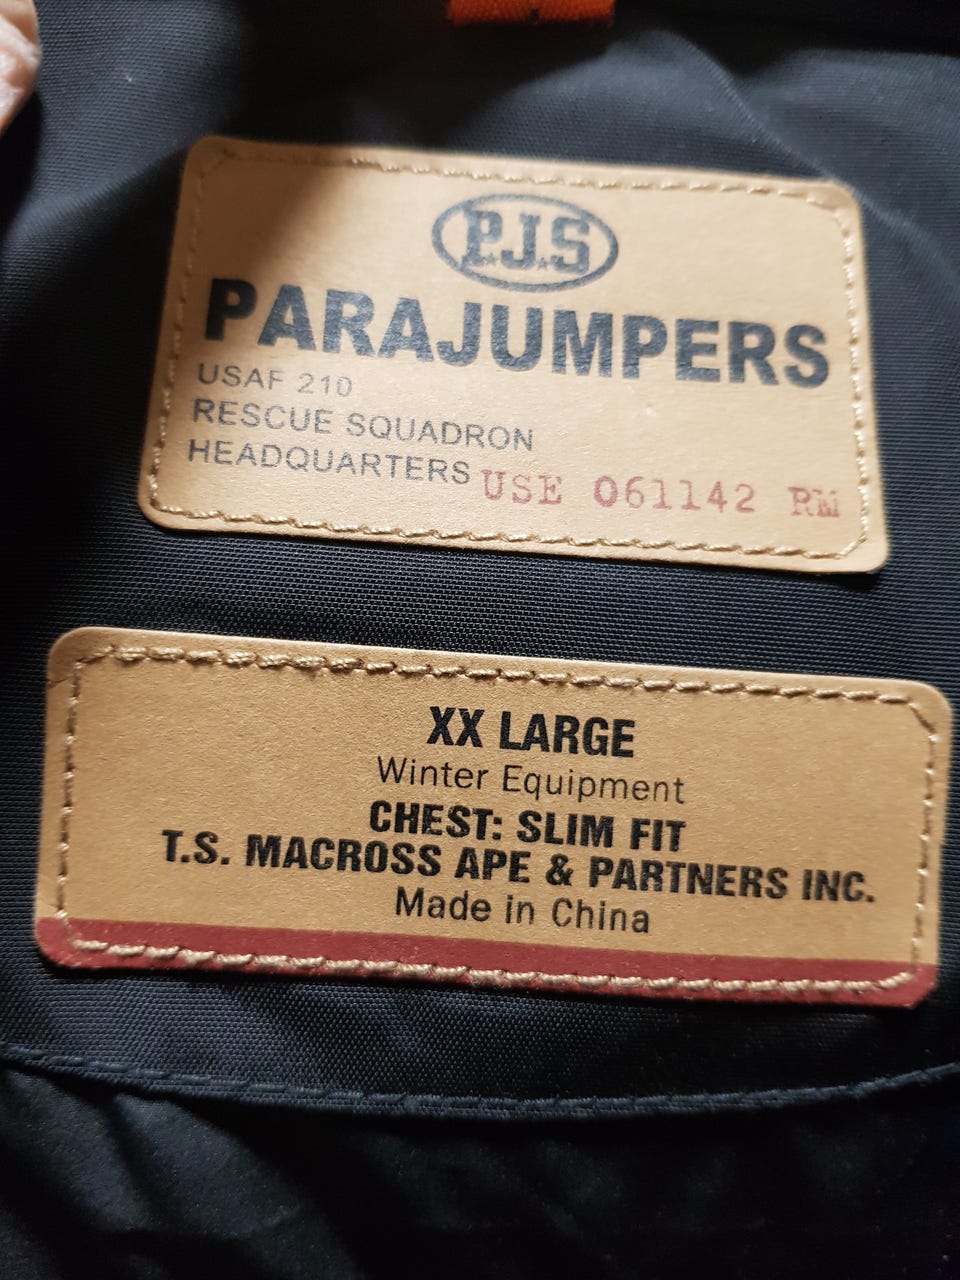 P.J.S
PARAJUMPERS
USAF 210
RESCUE SQUADRON
HEADQUARTERS USE 061142 RM
XX LARGE
Winter Equipment
CHEST: SLIM FIT
T.S. MACROSS APE & PARTNERS INC.
Made in China